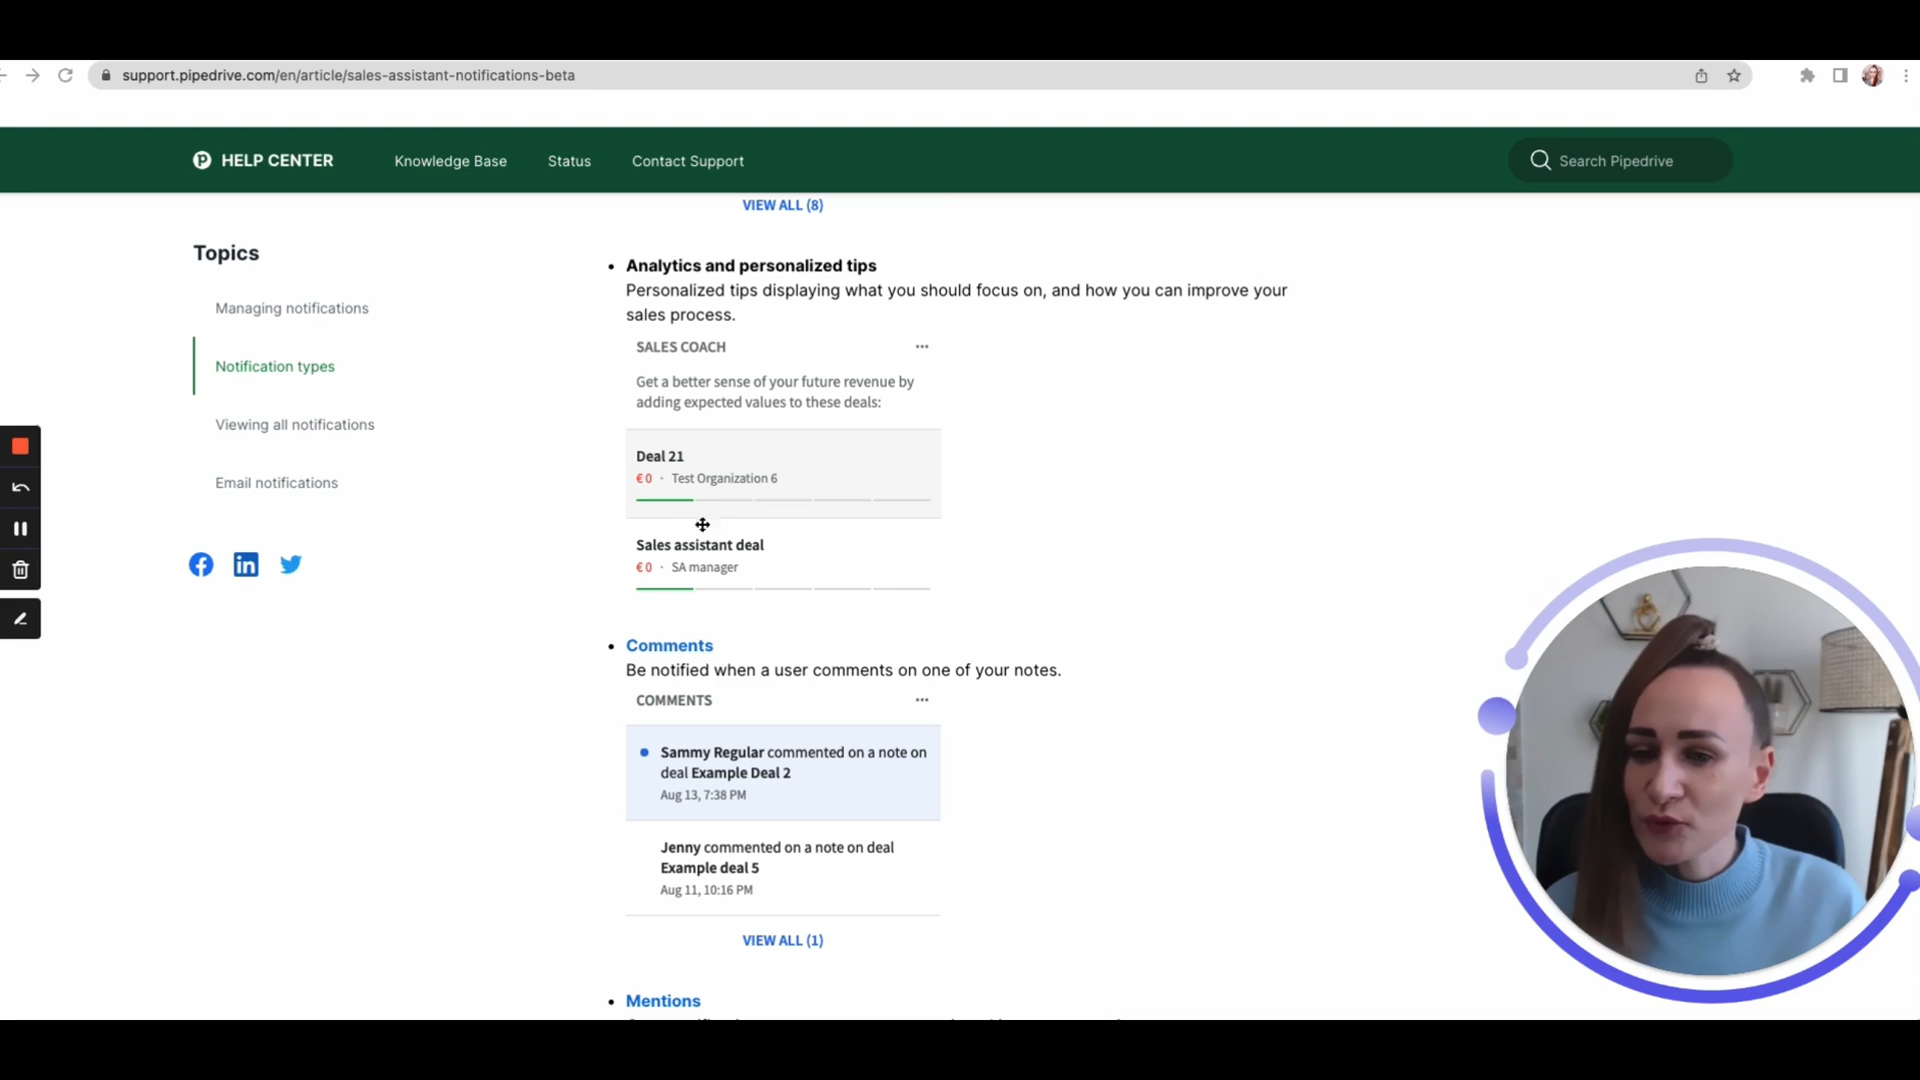 support.pipedrive.com/en/article/sales-assistant-notifications-beta
HELP CENTER
Knowledge Base
Status
Contact Support
Search Pipedrive
Topics
Managing notifications
Notification types
Viewing all notifications
Email notifications
VIEW ALL (8)
• Analytics and personalized tips
Personalized tips displaying what you should focus on, and how you can improve your
sales process.
SALES COACH
Get a better sense of your future revenue by
adding expected values to these deals:
Deal 21
€0 · Test Organization 6
Sales assistant deal
€0 · SA manager
• Comments
Be notified when a user comments on one of your notes.
COMMENTS
Sammy Regular commented on a note on
deal Example Deal 2
Aug 13, 7:38 PM
Jenny commented on a note on deal
Example deal 5
Aug 11, 10:16 PM
VIEW ALL (1)
• Mentions